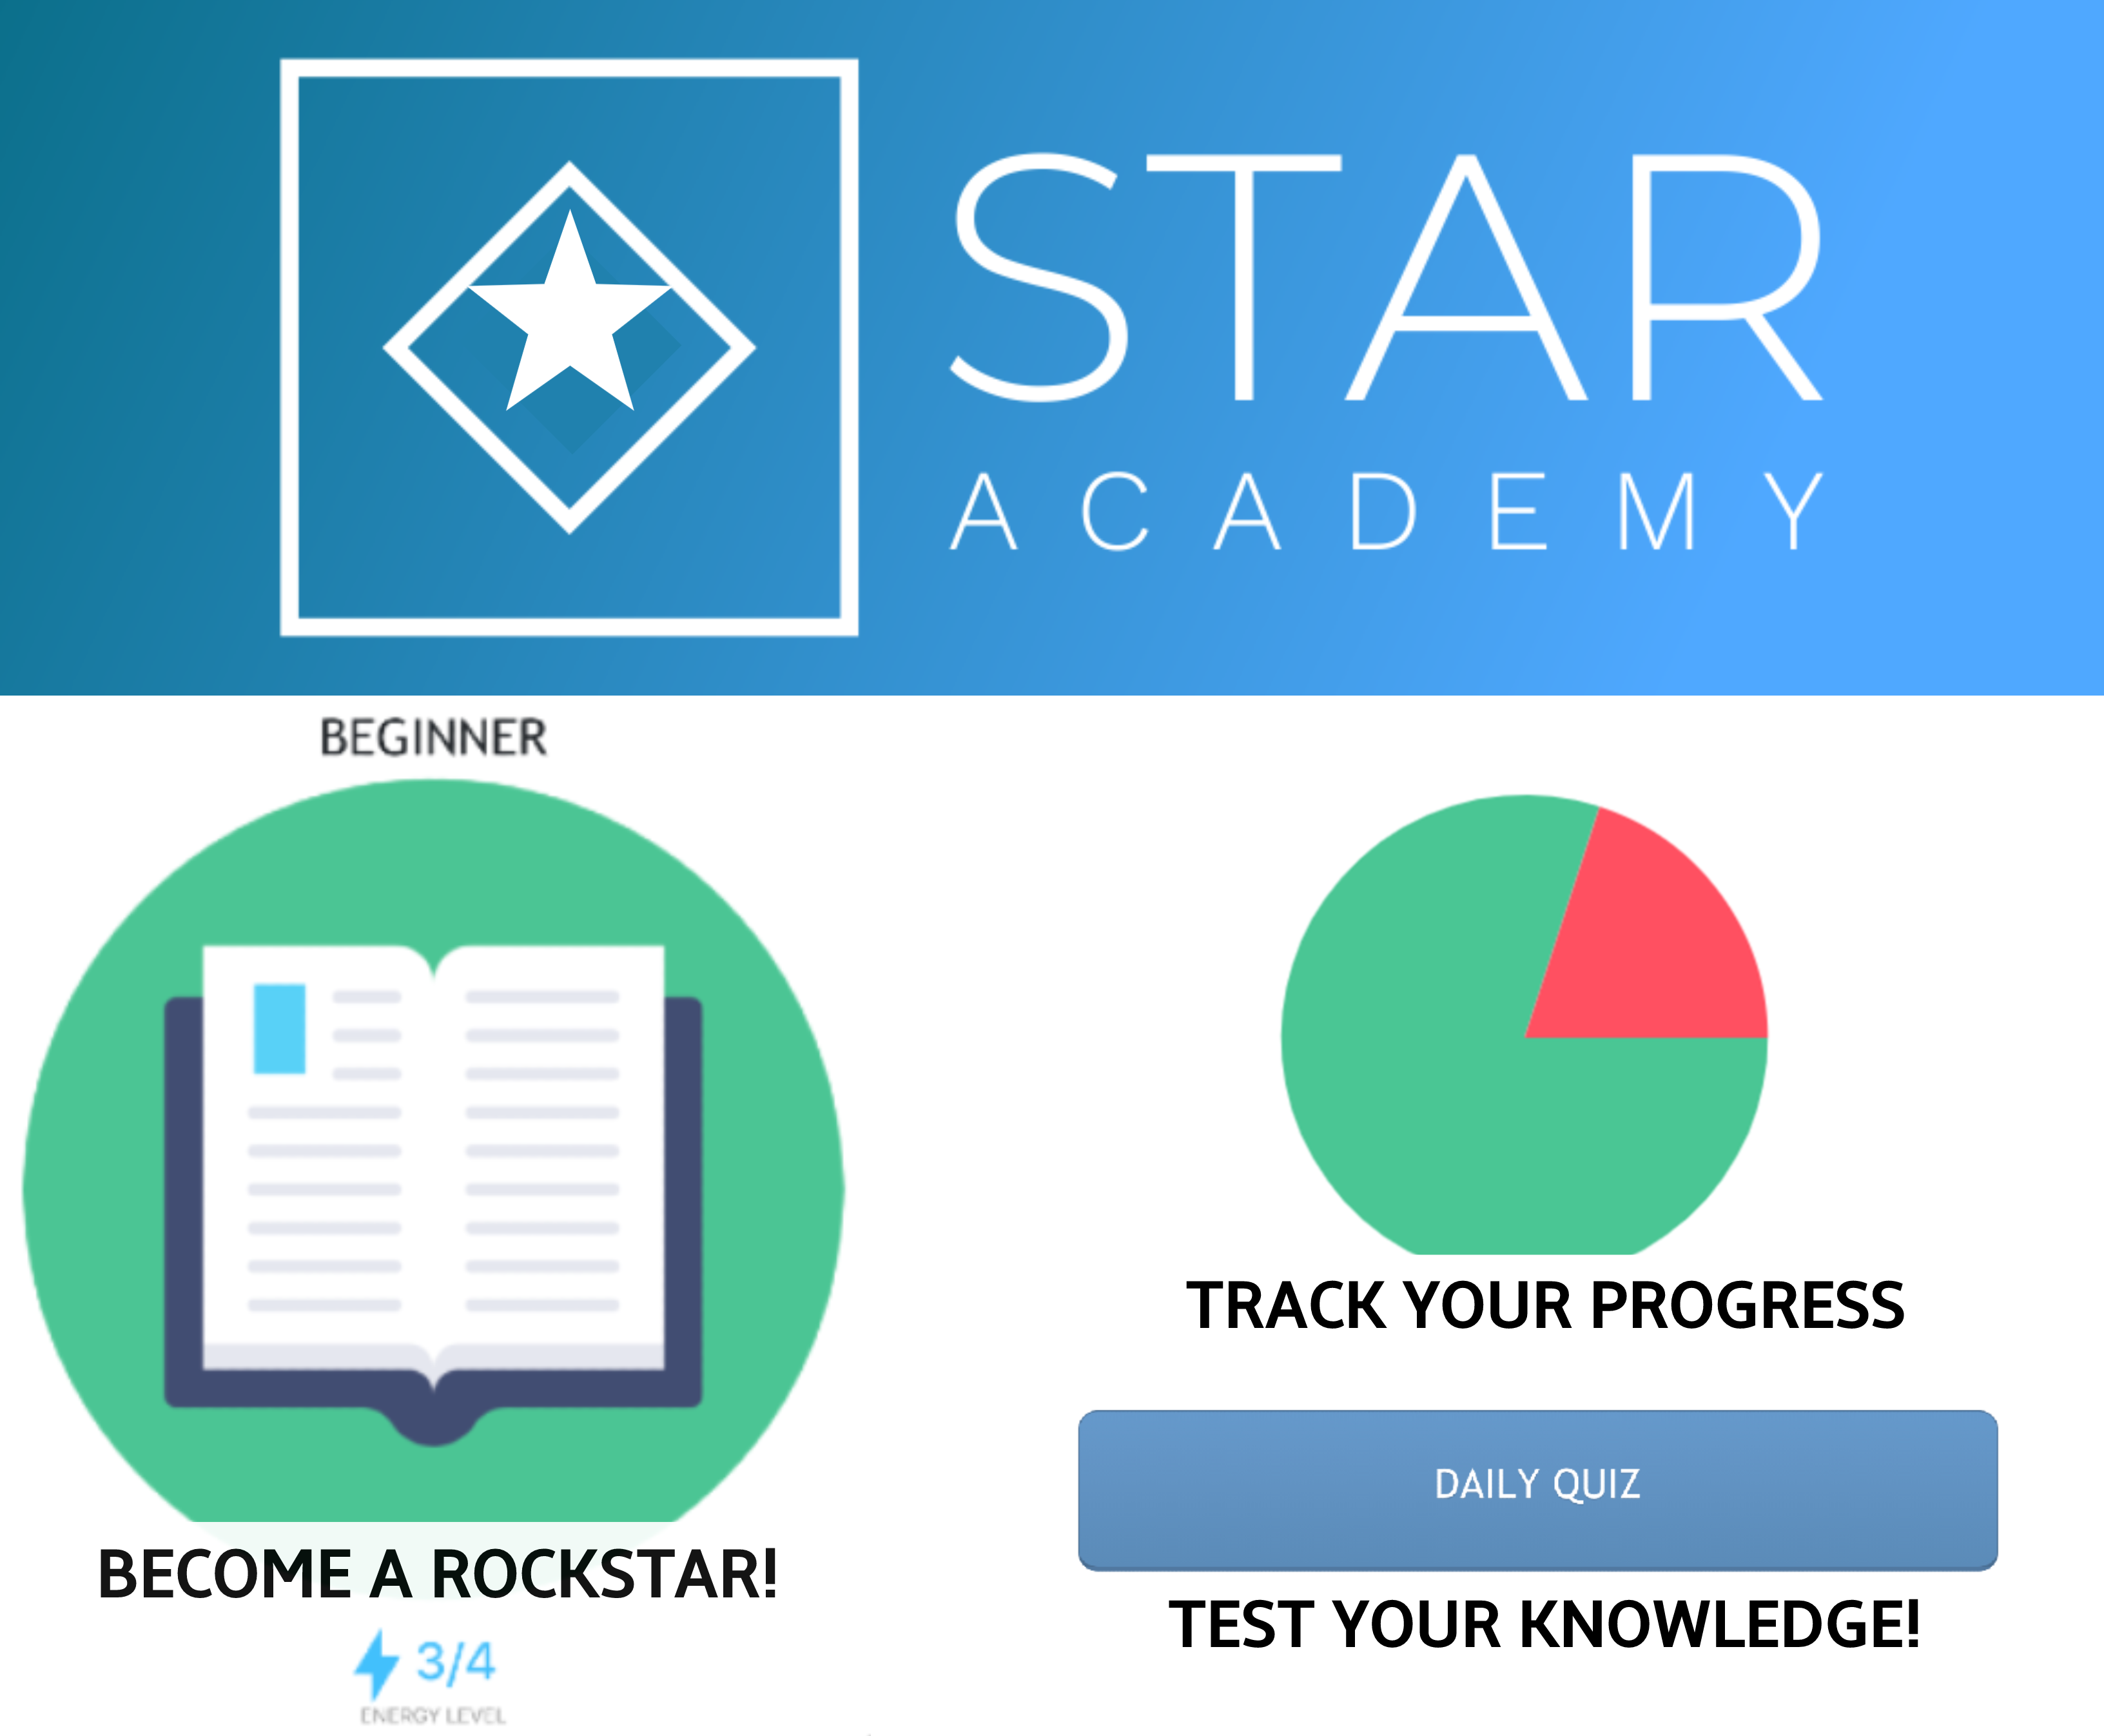 STAR
ACADEMY
BEGINNER
BECOME A ROCKSTAR!
3/4
ENERGY LEVEL
TRACK YOUR PROGRESS
DAILY QUIZ
TEST YOUR KNOWLEDGE!